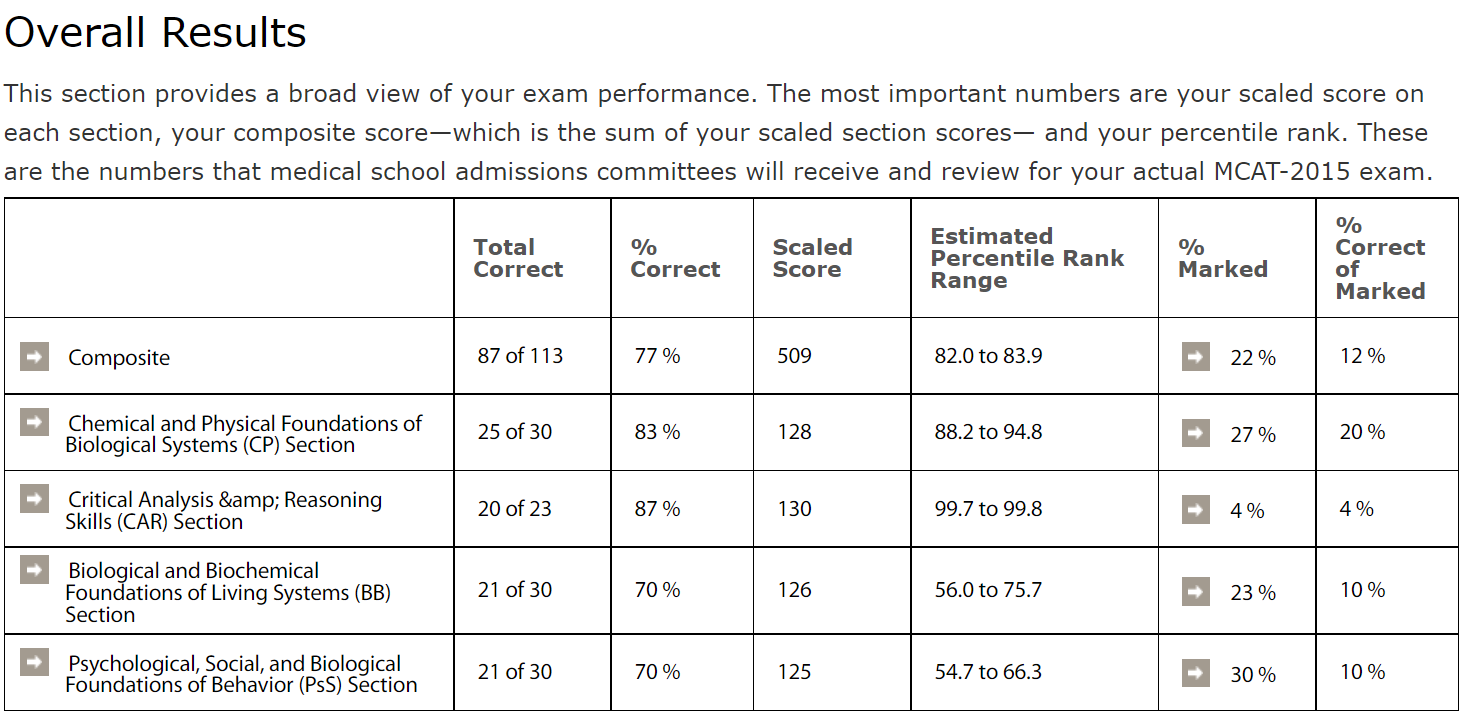 Overall Results
This section provides a broad view of your exam performance. The most important numbers are your scaled score on
each section, your composite score—which is the sum of your scaled section scores— and your percentile rank. These
are the numbers that medical school admissions committees will receive and review for your actual MCAT-2015 exam.
Total
Correct
%
Correct
Scaled
Score
Estimated
Percentile Rank
Range
%
Marked
%
Correct
of
Marked
Composite
87 of 113
77 %
509
82.0 to 83.9
22 %
12 %
Chemical and Physical Foundations of
Biological Systems (CP) Section
25 of 30
83 %
128
88.2 to 94.8
27 %
20 %
Critical Analysis &amp; Reasoning
Skills (CAR) Section
20 of 23
87 %
130
99.7 to 99.8
4 %
4 %
Biological and Biochemical
Foundations of Living Systems (BB)
Section
21 of 30
70 %
126
56.0 to 75.7
23 %
10 %
Psychological, Social, and Biological
Foundations of Behavior (PsS) Section
21 of 30
70 %
125
54.7 to 66.3
30 %
10 %